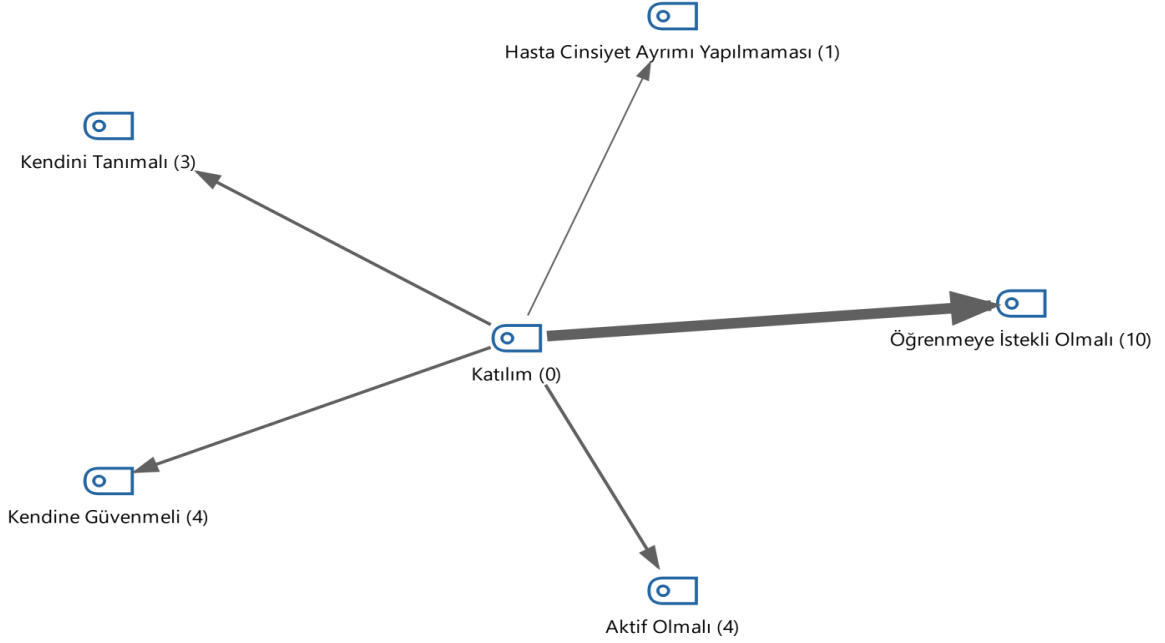 Hasta Cinsiyet Ayrımı Yapılmaması (1)
Kendini Tanımalı (3)
Öğrenmeye İstekli Olmalı (10)
Katılım (0)
Kendine Güvenmeli (4)
Aktif Olmalı (4)